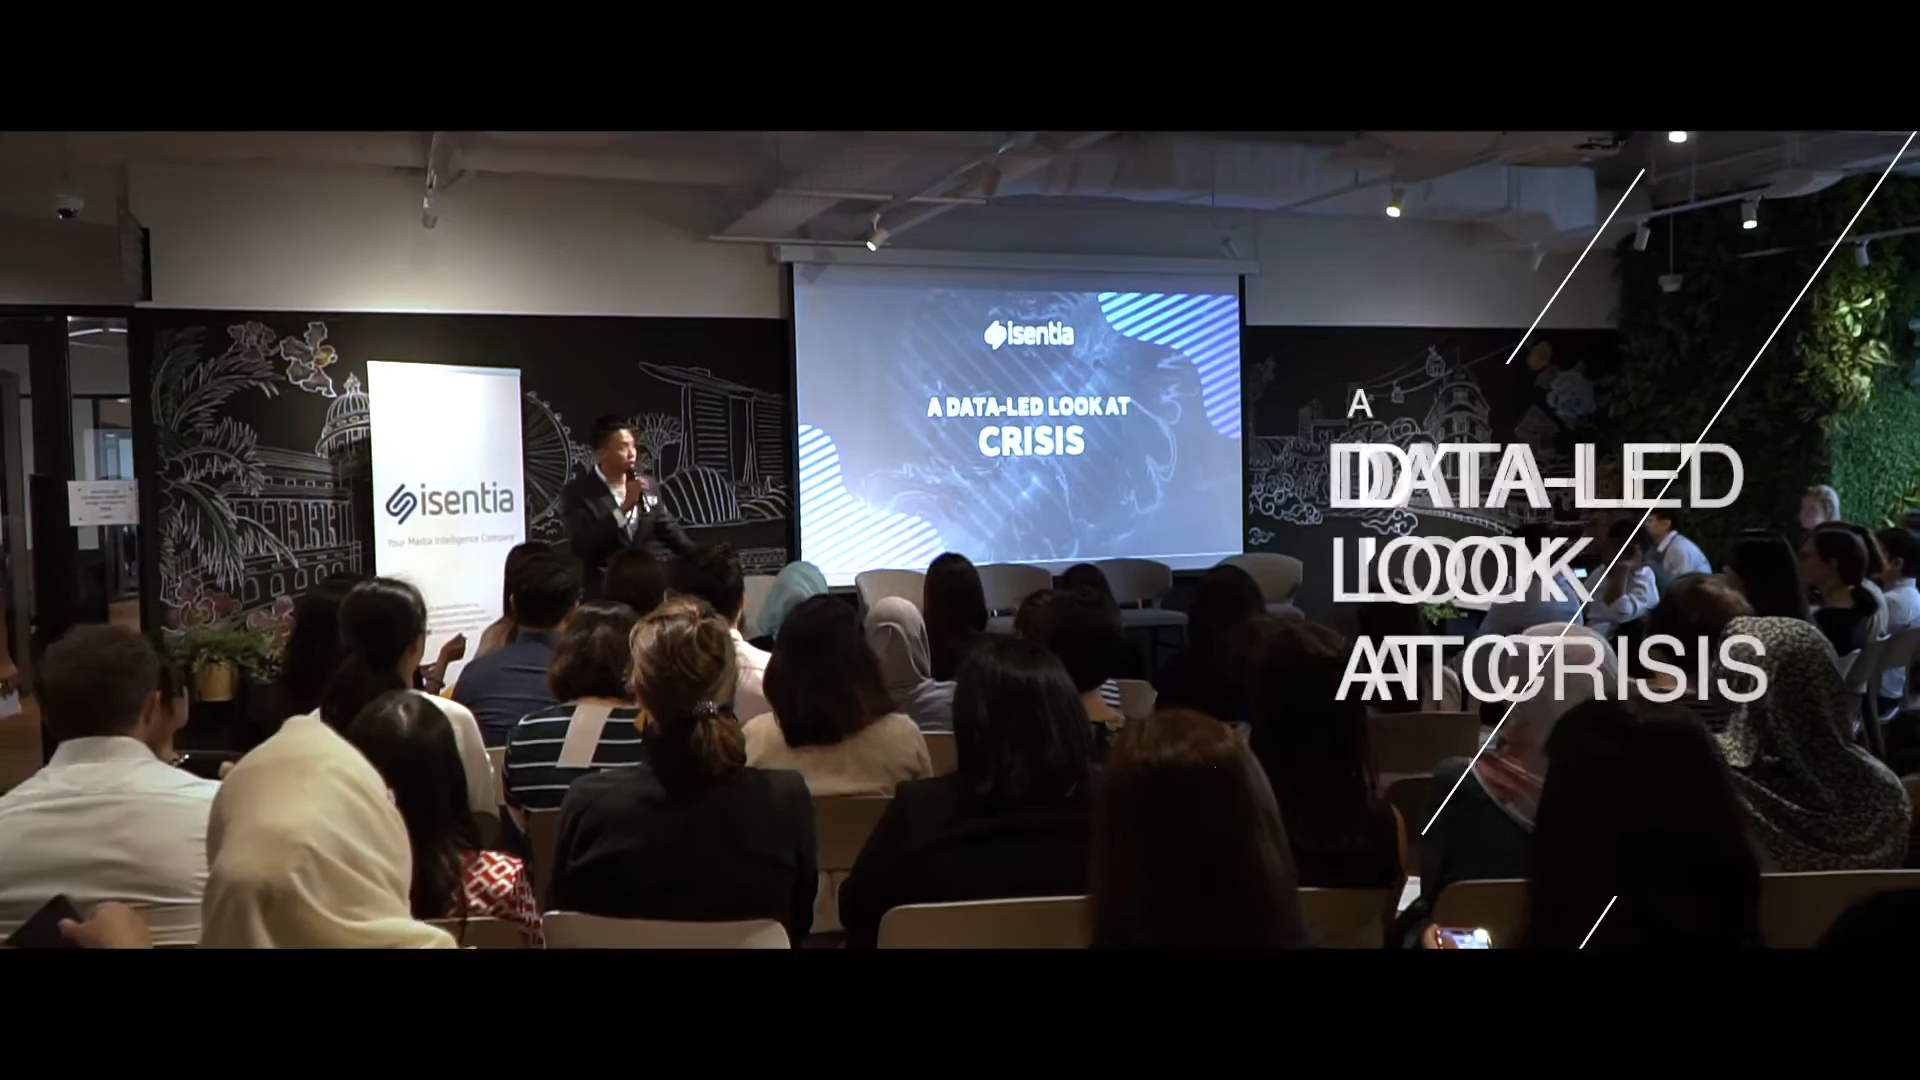 isentia
A DATA-LED LOOK AT
CRISIS
isentia
Your Media Intelligence Company
A
DATA-LED
LOOK
AT CRISIS